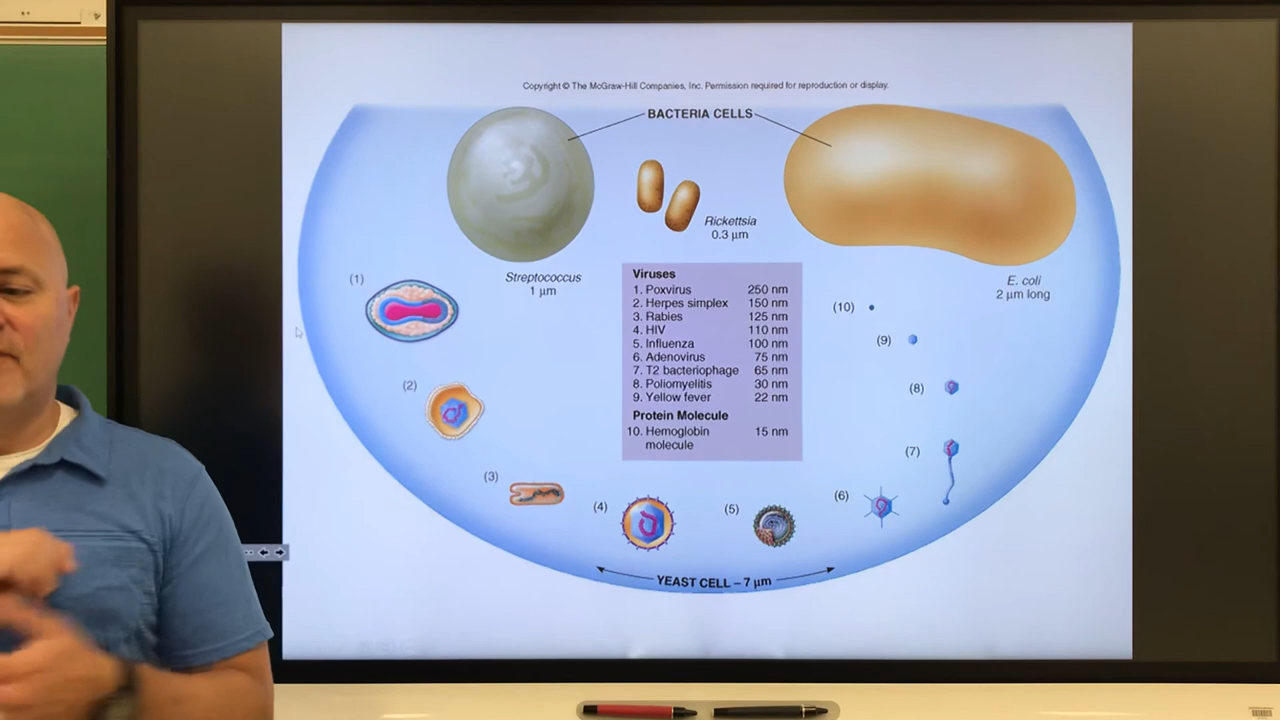 Copyright © The McGraw-Hill Companies, Inc. Permission required for reproduction or display.
BACTERIA CELLS
Rickettsia
0.3 µm
Streptococcus
1 µm
E. coli
2 µm long
(1)
(2)
(3)
(4)
(5)
(6)
(7)
(8)
(9)
(10)
Viruses
1. Poxvirus 250 nm
2. Herpes simplex 150 nm
3. Rabies 125 nm
4. HIV 110 nm
5. Influenza 100 nm
6. Adenovirus 75 nm
7. T2 bacteriophage 65 nm
8. Poliomyelitis 30 nm
9. Yellow fever 22 nm
Protein Molecule
10. Hemoglobin 15 nm
molecule
YEAST CELL – 7 µm